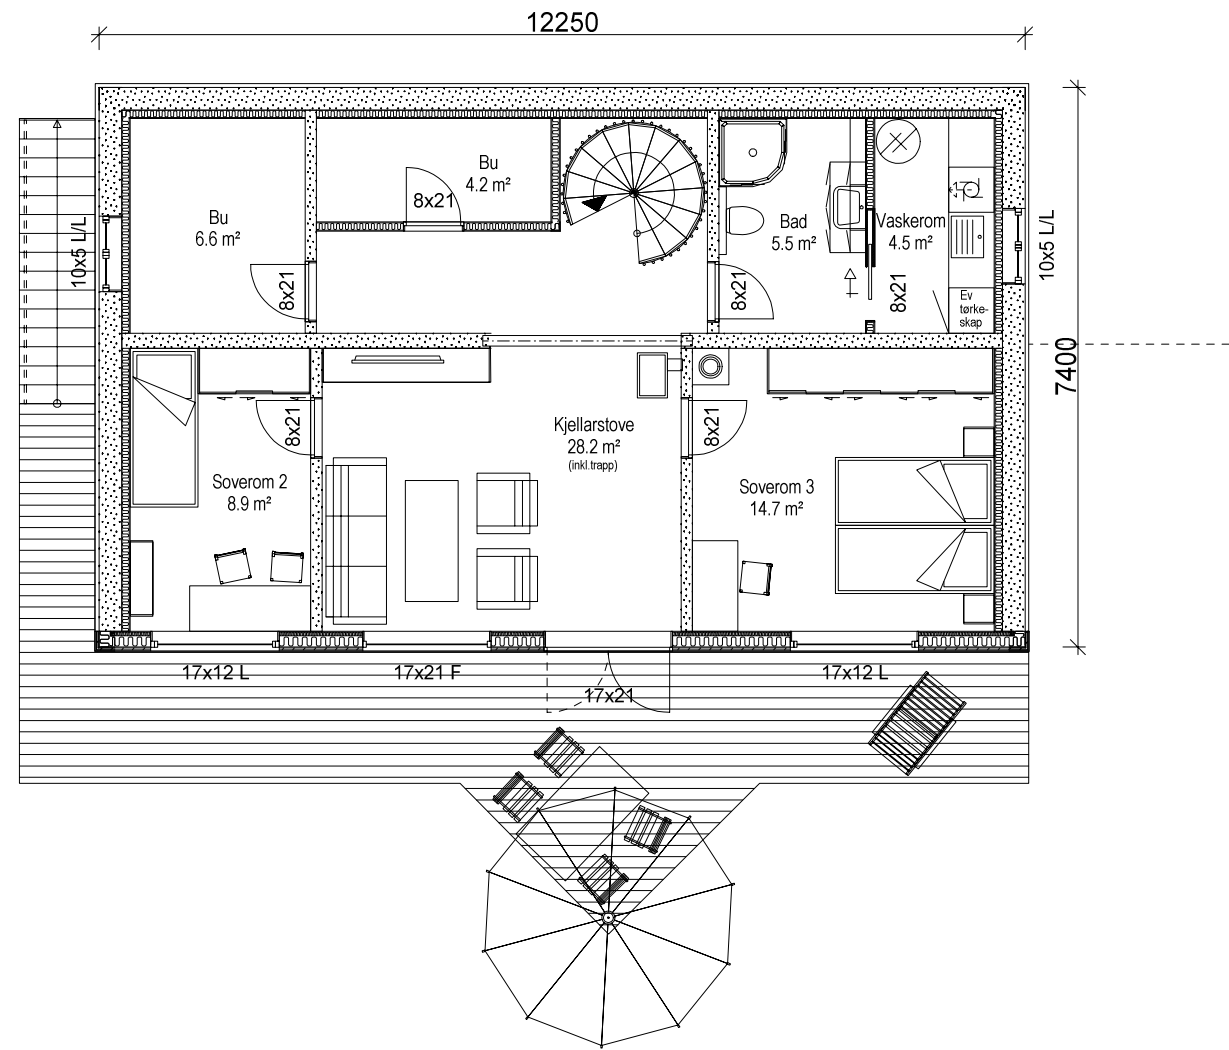 12250
Bu
6.6 m²
Bu
4.2 m²
8x21
8x21
10x5 L/L
Bad
5.5 m²
8x21
Vaskerom
4.5 m²
8x21
Ev
tørke-
skap
10x5 L/L
7400
Soverom 2
8.9 m²
8x21
Kjellarstove
28.2 m²
(inkl.trapp)
8x21
Soverom 3
14.7 m²
17x12 L
17x21 F
17x21
17x12 L